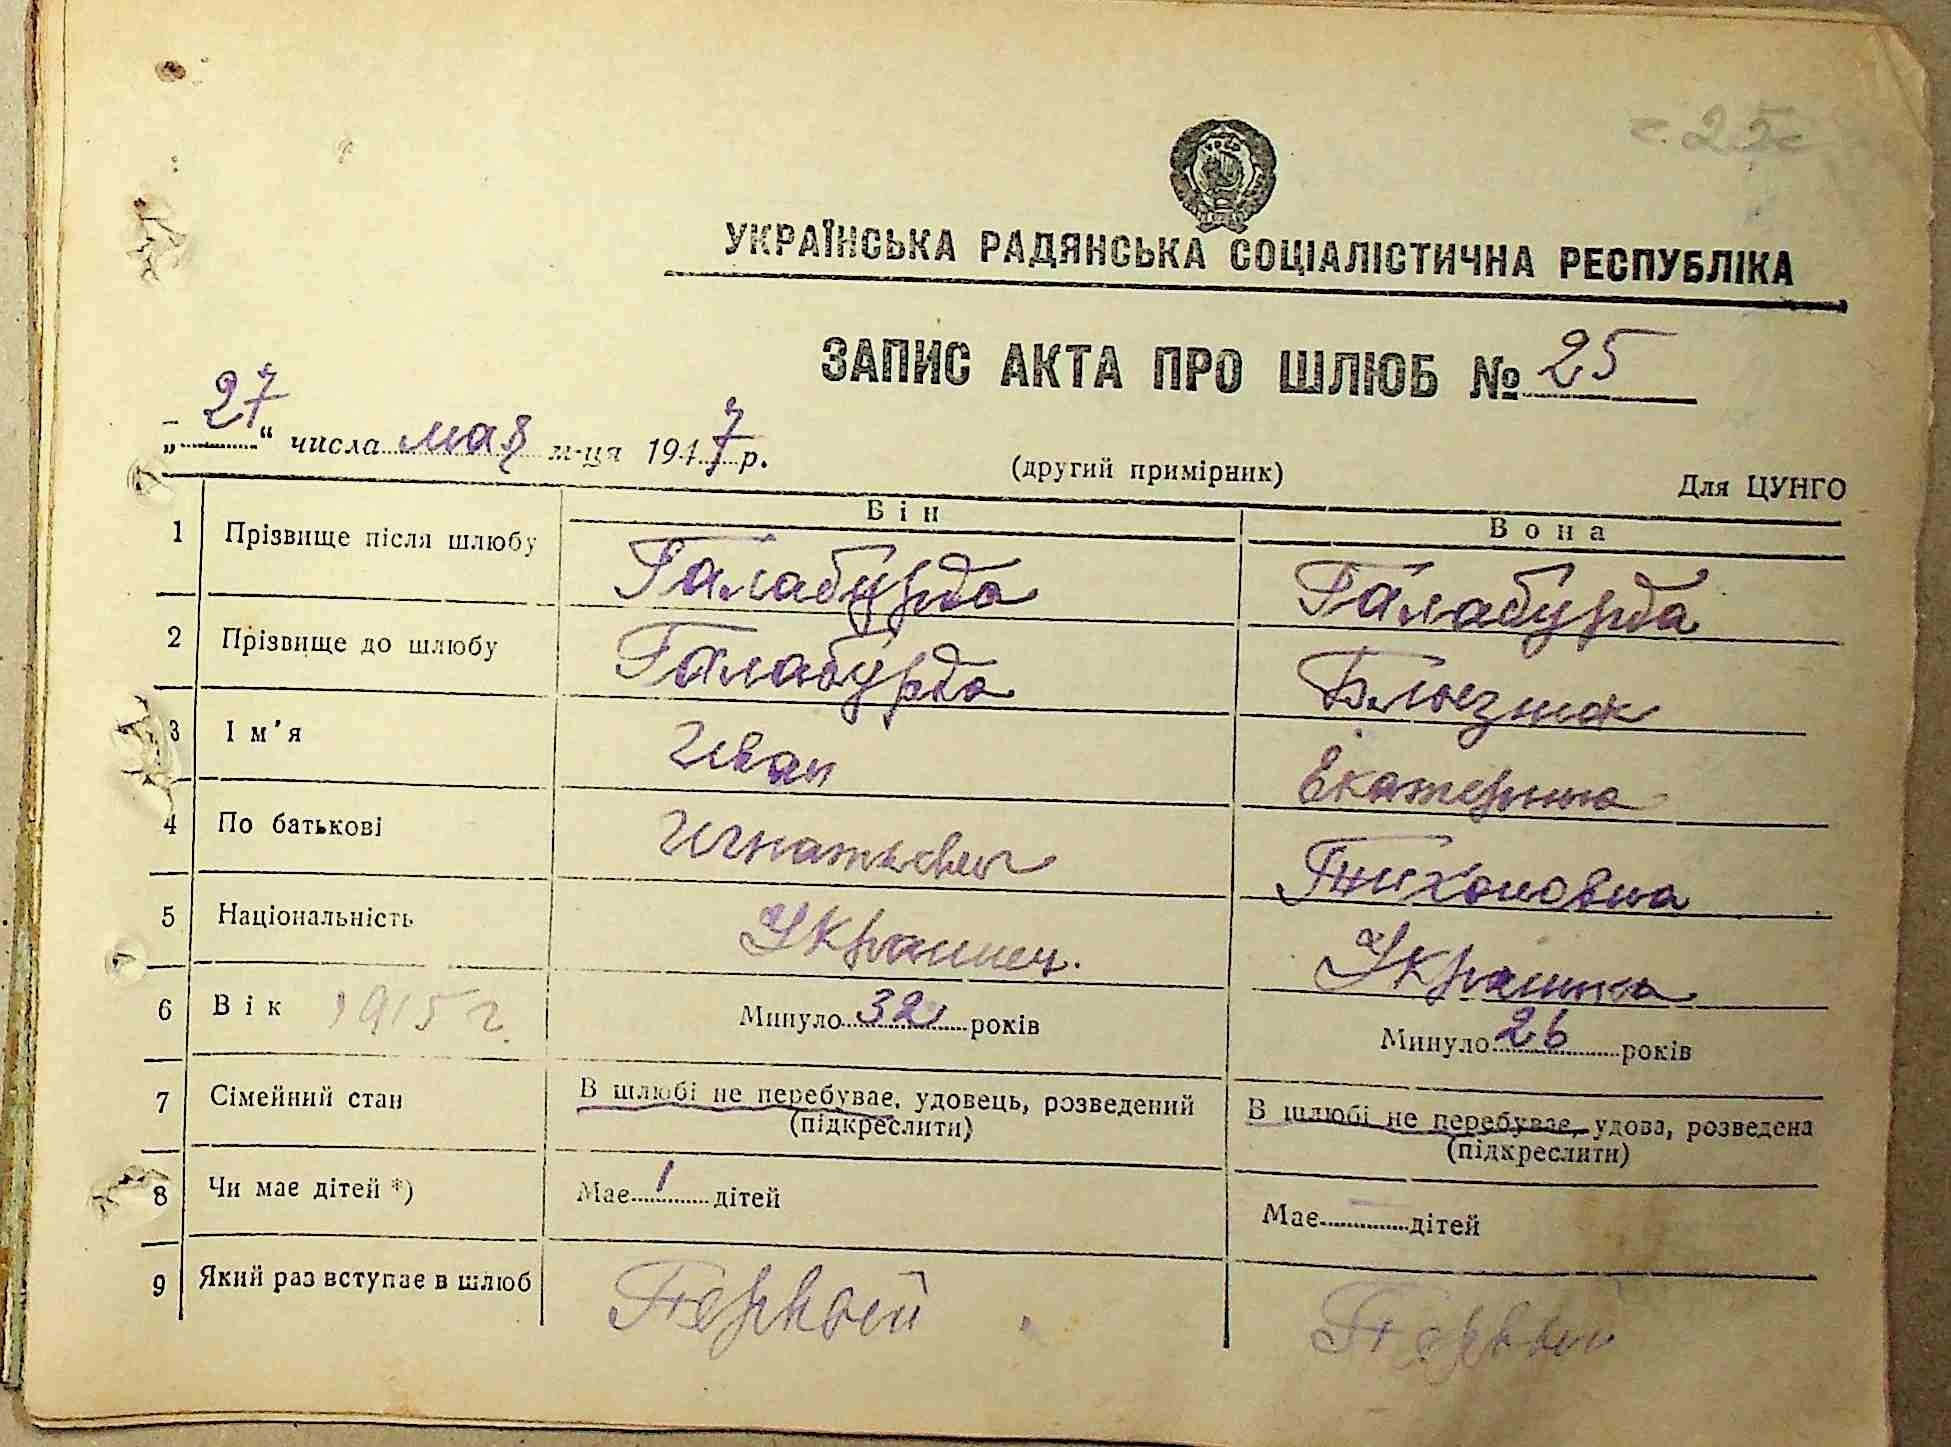 с. 25
УКРАЇНСЬКА РАДЯНСЬКА СОЦІАЛІСТИЧНА РЕСПУБЛІКА
ЗАПИС АКТА ПРО ШЛЮБ № 25
„27“ числа мая м-ця 1947 р.
(другий примірник)
Для ЦУНГО
Він Вона
1 Прізвище після шлюбу Галабурда Галабурда
2 Прізвище до шлюбу Галабурда
3 Ім'я Иван Екатерина
4 По батькові Игнатьевич Тихоновна
5 Національність Украинец. Украинка
6 Вік 1915 г. Минуло 32 років Минуло 26 років
7 Сімейний стан В шлюбі не перебуває, удовець, розведений В шлюбі не перебуває, удова, розведена
(підкреслити) (підкреслити)
8 Чи має дітей *) Має 1 дітей Має — дітей
9 Який раз вступає в шлюб Первый Первый